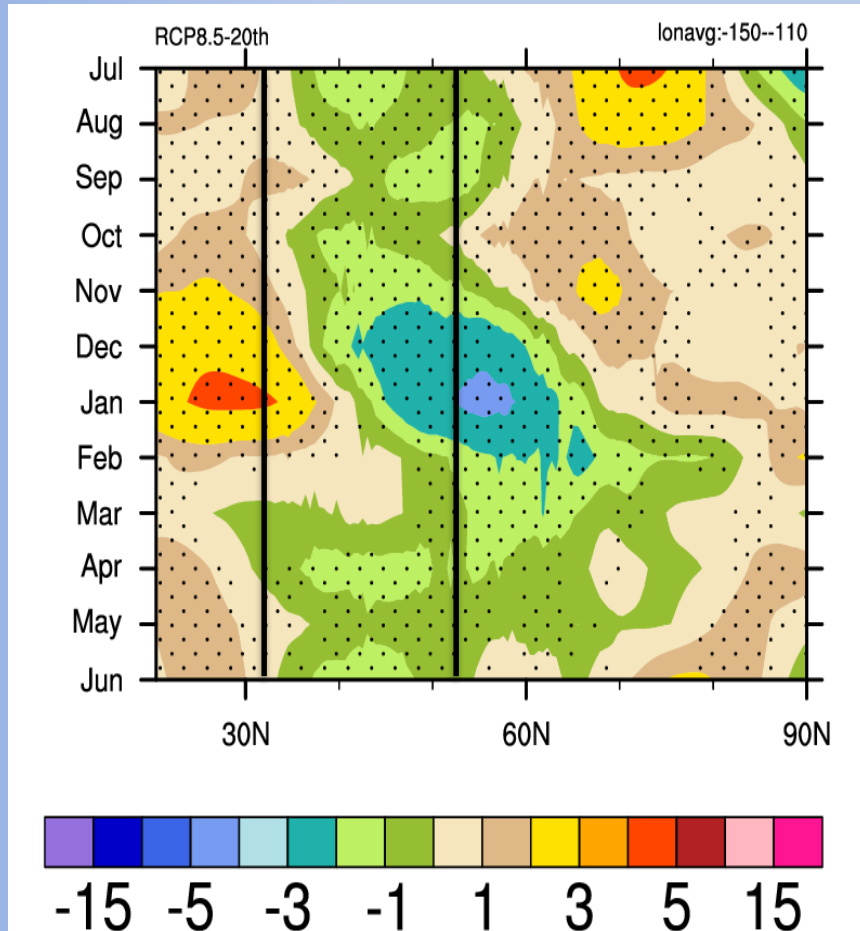 RCP8.5-20th lonavg:-150--110
Jul
Aug
Sep
Oct
Nov
Dec
Jan
Feb
Mar
Apr
May
Jun
30N 60N 90N
-15 -5 -3 -1 1 3 5 15